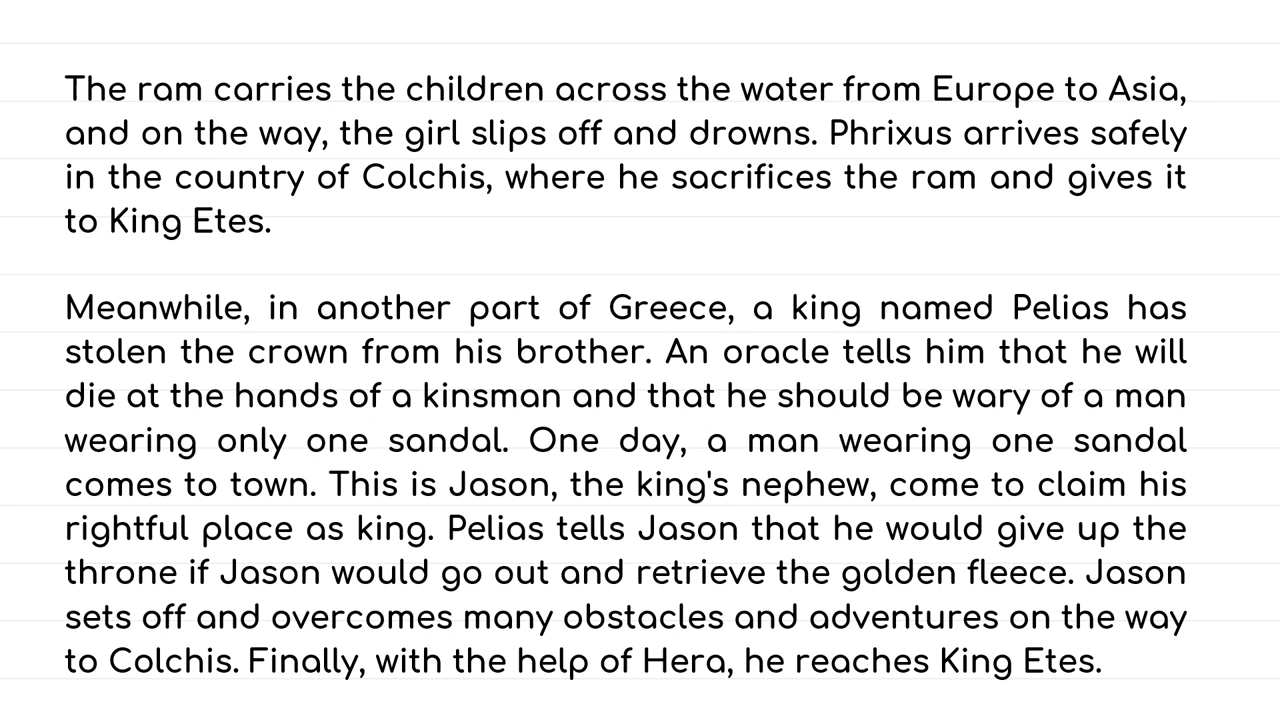 The ram carries the children across the water from Europe to Asia,
and on the way, the girl slips off and drowns. Phrixus arrives safely
in the country of Colchis, where he sacrifices the ram and gives it
to King Etes.
Meanwhile, in another part of Greece, a king named Pelias has
stolen the crown from his brother. An oracle tells him that he will
die at the hands of a kinsman and that he should be wary of a man
wearing only one sandal. One day, a man wearing one sandal
comes to town. This is Jason, the king's nephew, come to claim his
rightful place as king. Pelias tells Jason that he would give up the
throne if Jason would go out and retrieve the golden fleece. Jason
sets off and overcomes many obstacles and adventures on the way
to Colchis. Finally, with the help of Hera, he reaches King Etes.